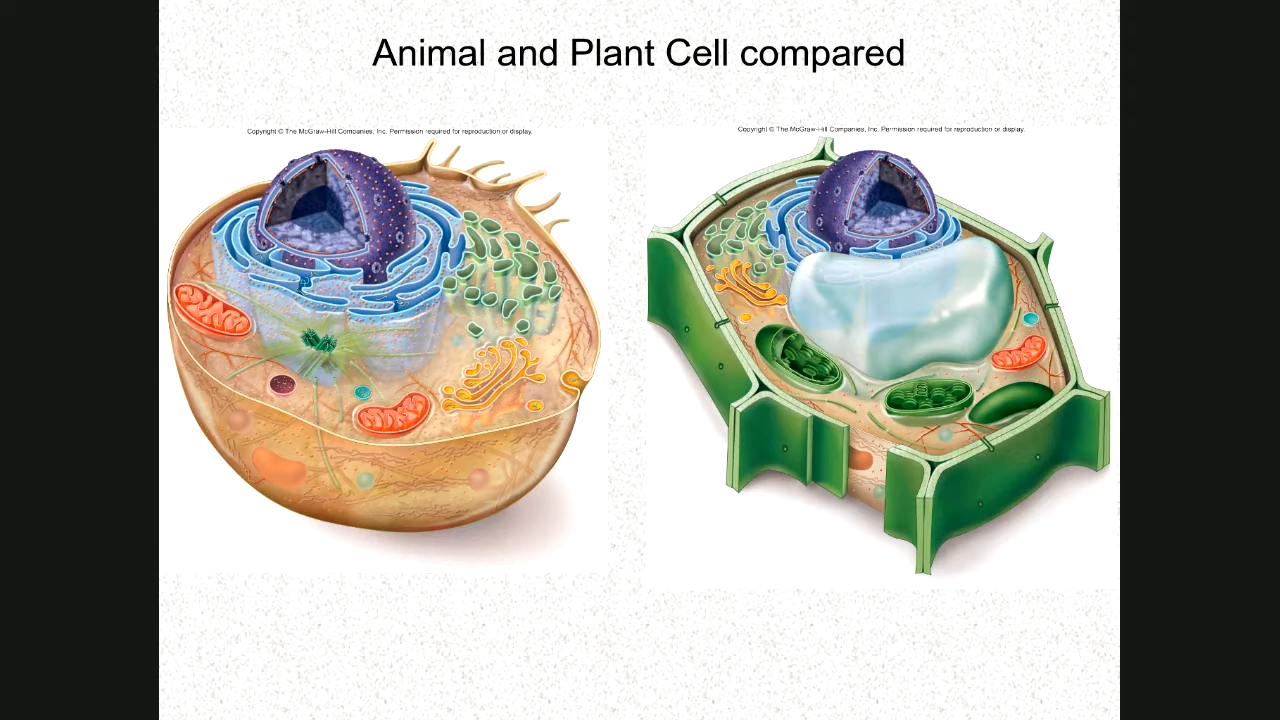 Animal and Plant Cell compared
Copyright © The McGraw-Hill Companies, Inc. Permission required for reproduction or display.
Copyright © The McGraw-Hill Companies, Inc. Permission required for reproduction or display.